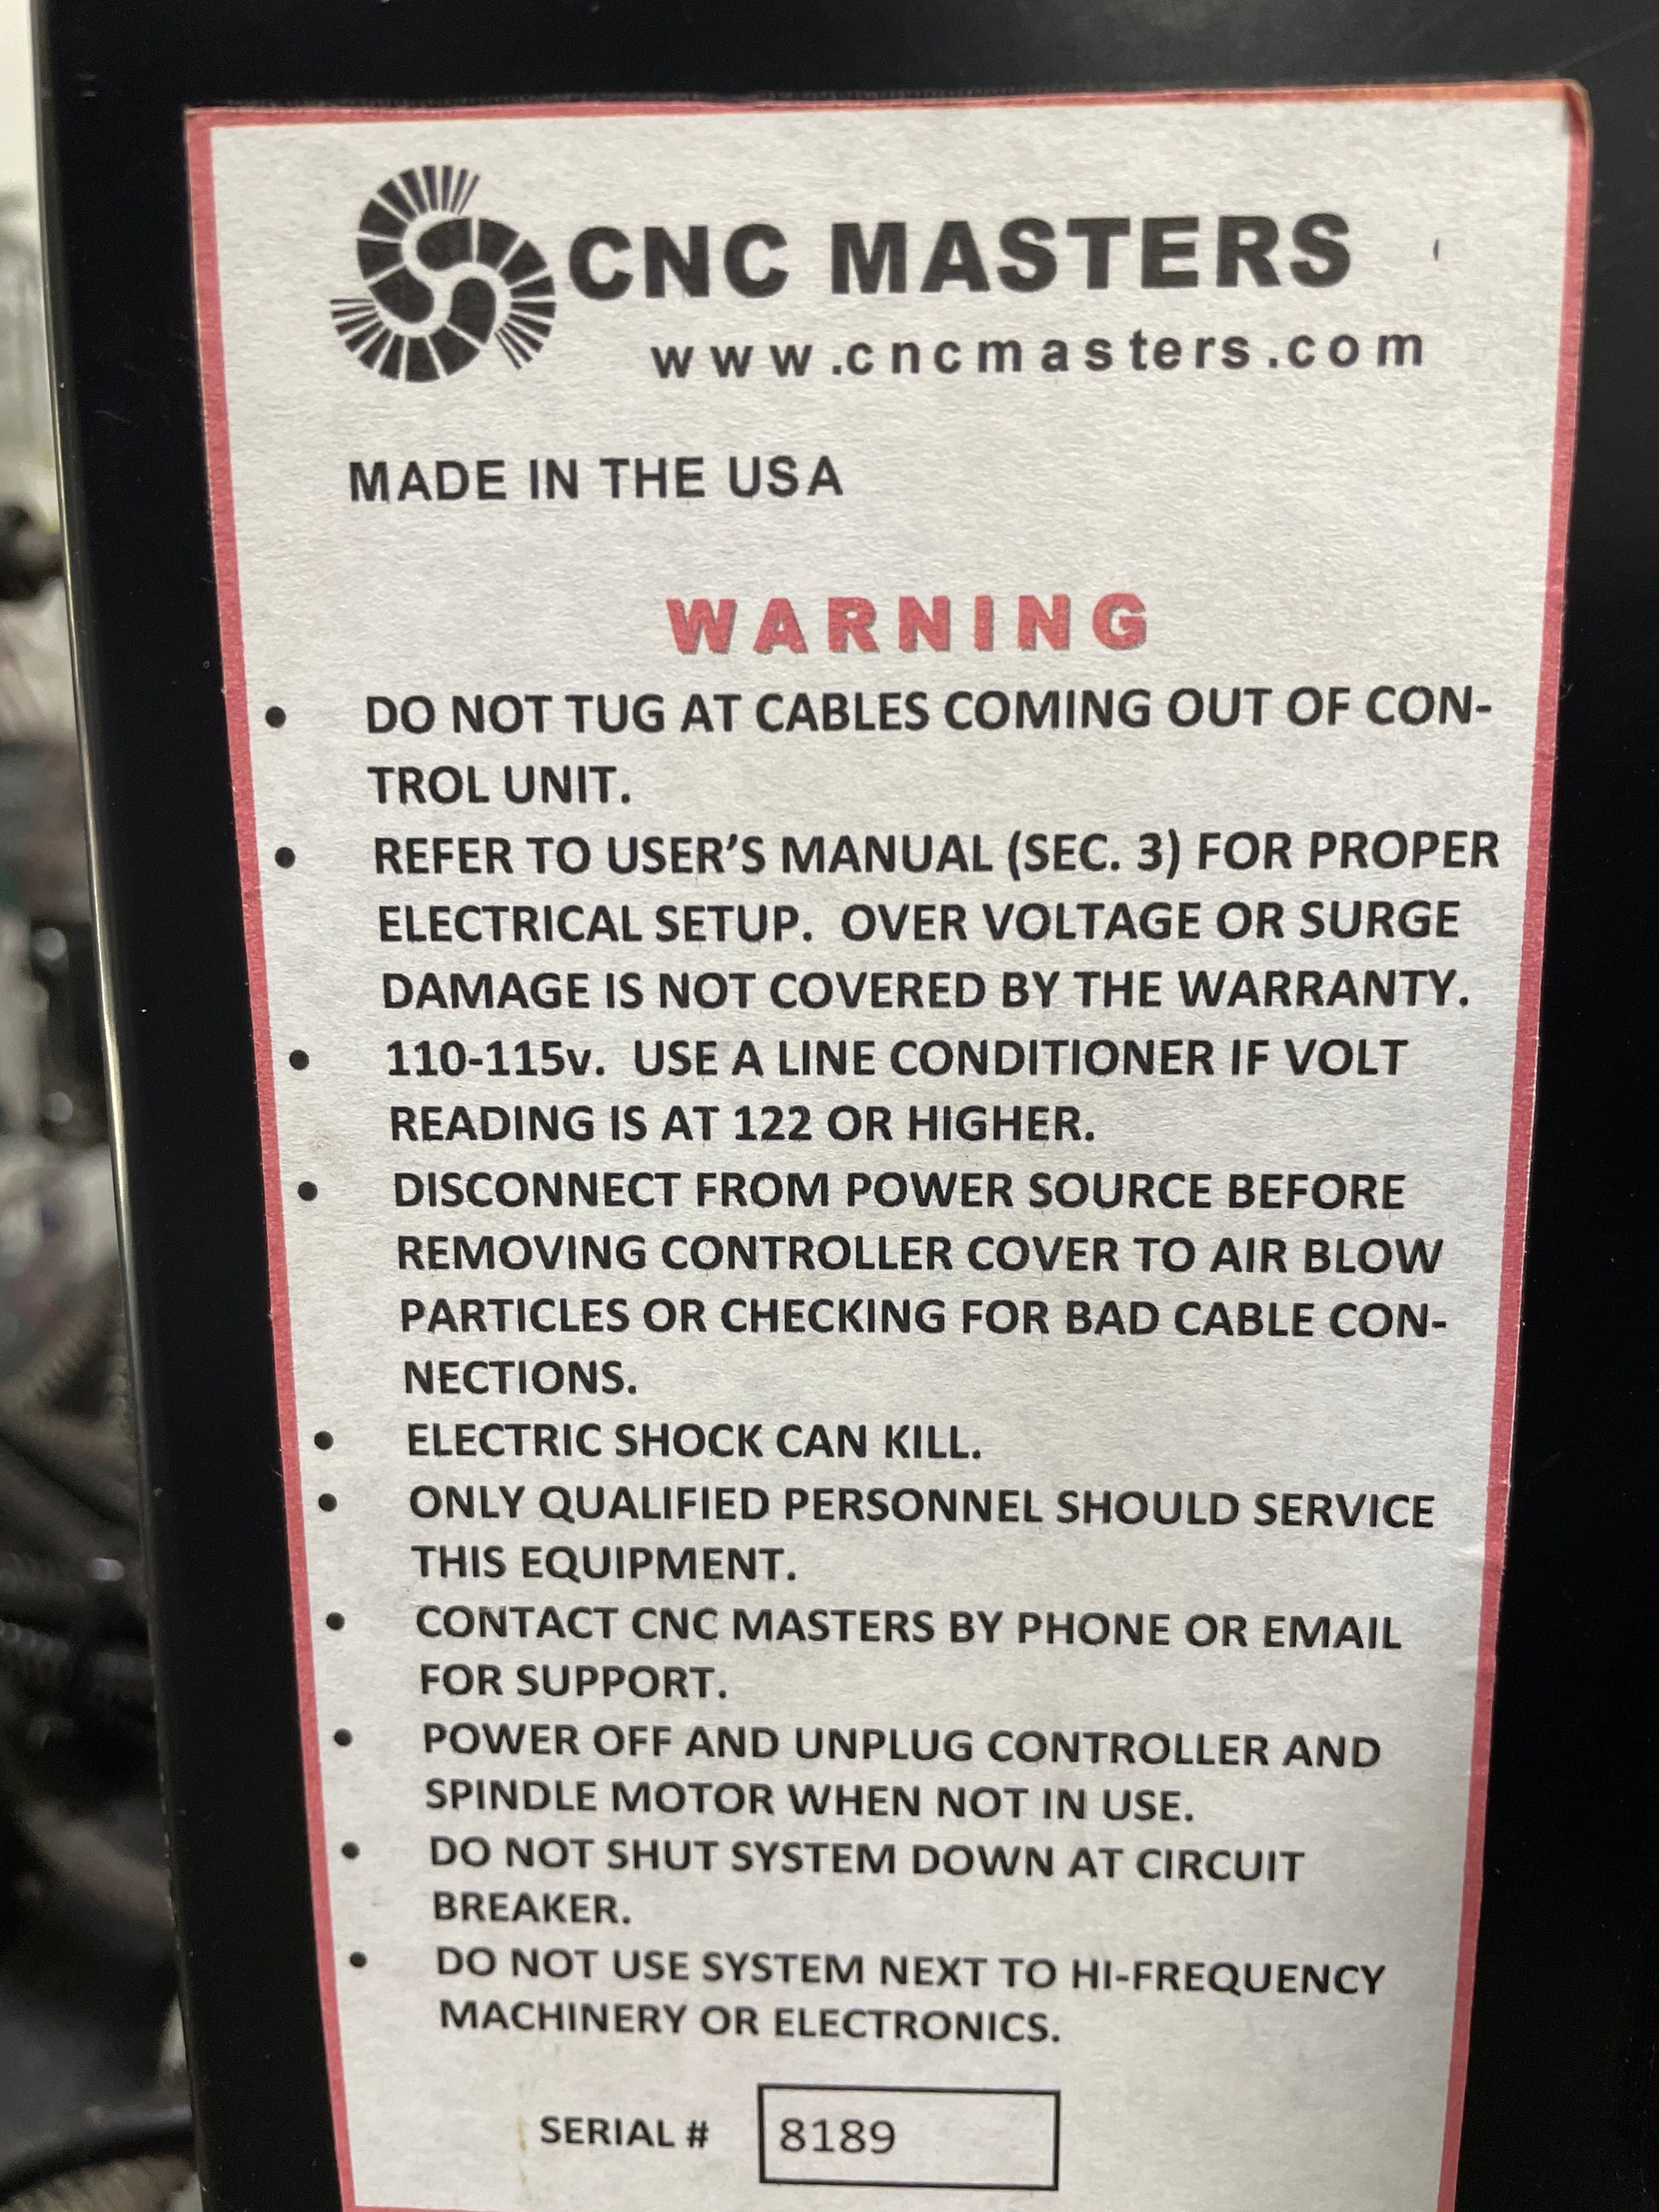 CNC MASTERS
www.cncmasters.com
MADE IN THE USA
WARNING
• DO NOT TUG AT CABLES COMING OUT OF CON-
TROL UNIT.
• REFER TO USER'S MANUAL (SEC. 3) FOR PROPER
ELECTRICAL SETUP. OVER VOLTAGE OR SURGE
DAMAGE IS NOT COVERED BY THE WARRANTY.
• 110-115v. USE A LINE CONDITIONER IF VOLT
READING IS AT 122 OR HIGHER.
• DISCONNECT FROM POWER SOURCE BEFORE
REMOVING CONTROLLER COVER TO AIR BLOW
PARTICLES OR CHECKING FOR BAD CABLE CON-
NECTIONS.
• ELECTRIC SHOCK CAN KILL.
• ONLY QUALIFIED PERSONNEL SHOULD SERVICE
THIS EQUIPMENT.
• CONTACT CNC MASTERS BY PHONE OR EMAIL
FOR SUPPORT.
• POWER OFF AND UNPLUG CONTROLLER AND
SPINDLE MOTOR WHEN NOT IN USE.
• DO NOT SHUT SYSTEM DOWN AT CIRCUIT
BREAKER.
• DO NOT USE SYSTEM NEXT TO HI-FREQUENCY
MACHINERY OR ELECTRONICS.
SERIAL # 8189